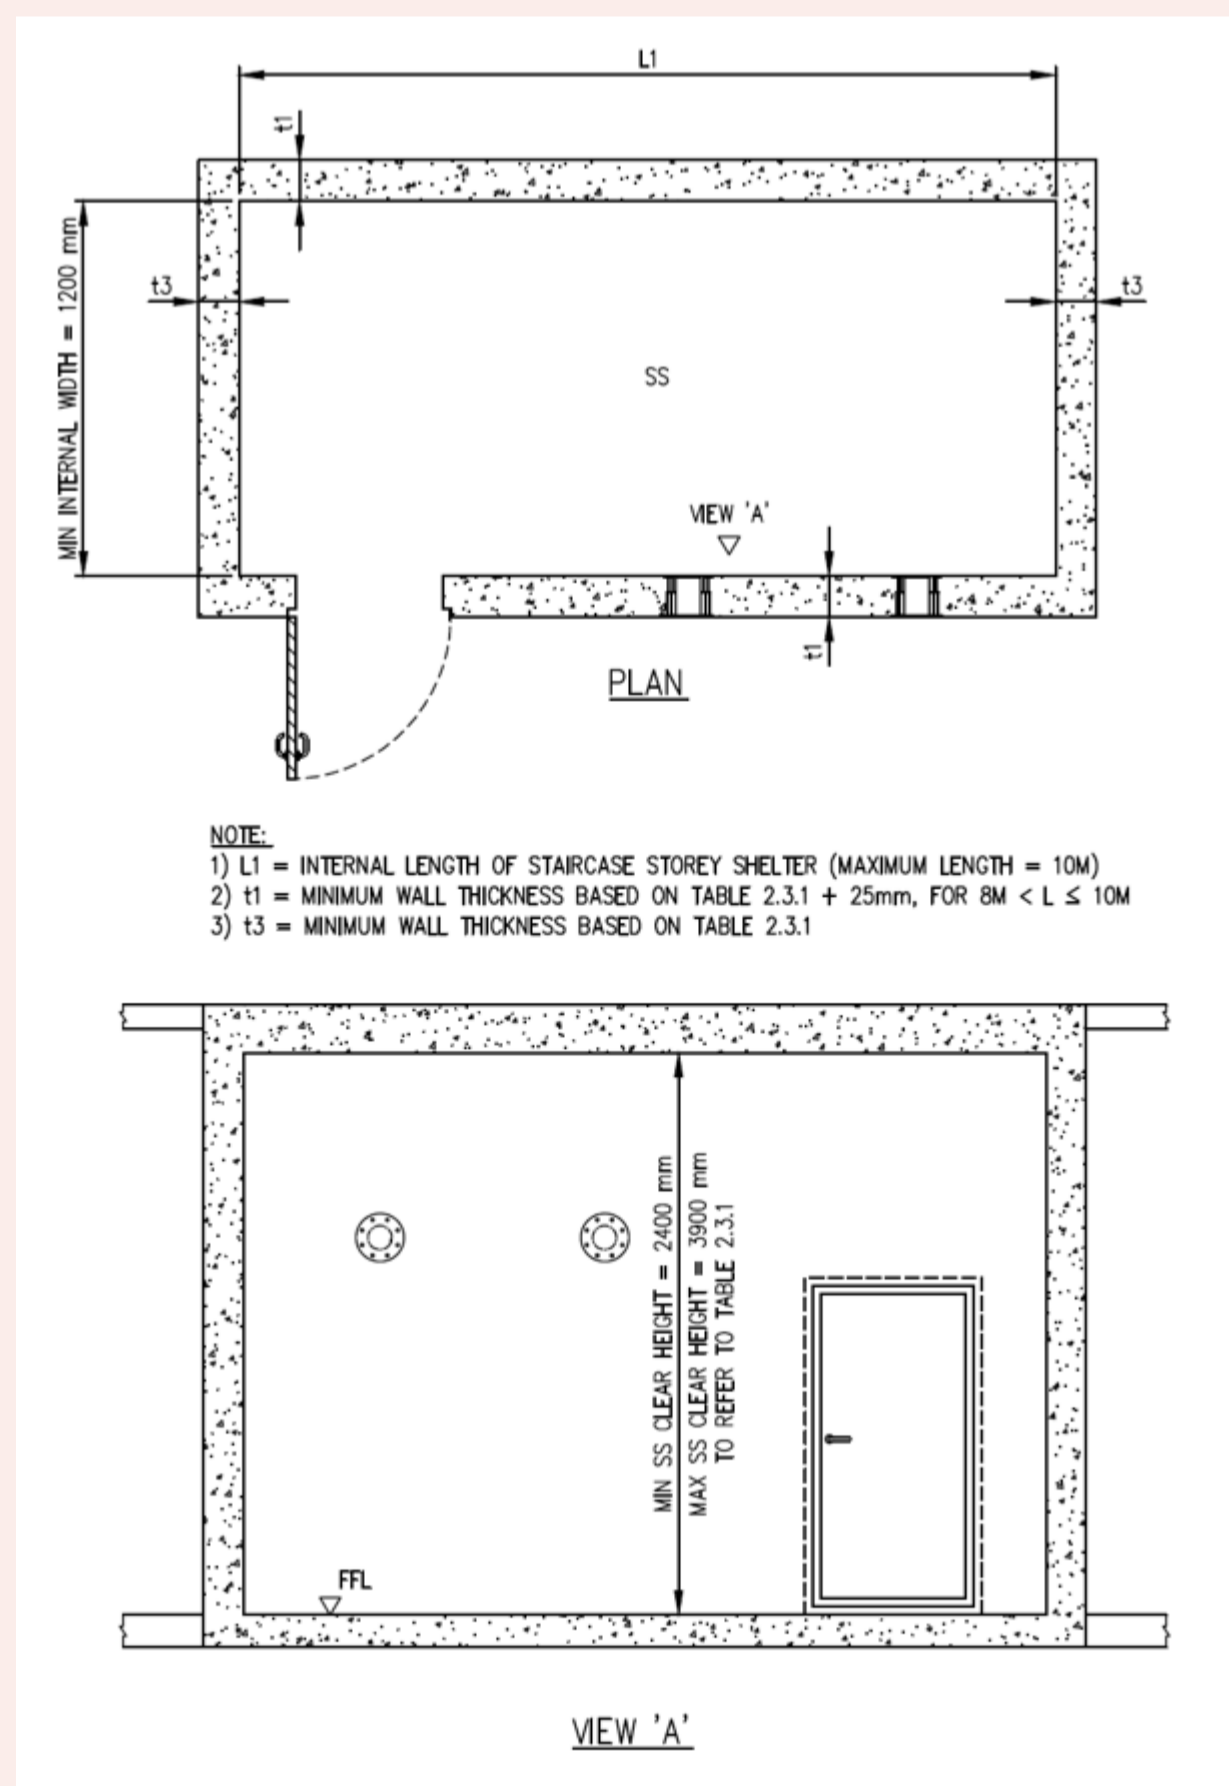 L1
t1
MIN INTERNAL WIDTH = 1200 mm
t3
t3
SS
VIEW 'A'
t1
PLAN
NOTE:
1) L1 = INTERNAL LENGTH OF STAIRCASE STOREY SHELTER (MAXIMUM LENGTH = 10M)
2) t1 = MINIMUM WALL THICKNESS BASED ON TABLE 2.3.1 + 25mm, FOR 8M < L ≤ 10M
3) t3 = MINIMUM WALL THICKNESS BASED ON TABLE 2.3.1
MIN SS CLEAR HEIGHT = 2400 mm
MAX SS CLEAR HEIGHT = 3900 mm
TO REFER TO TABLE 2.3.1
FFL
VIEW 'A'